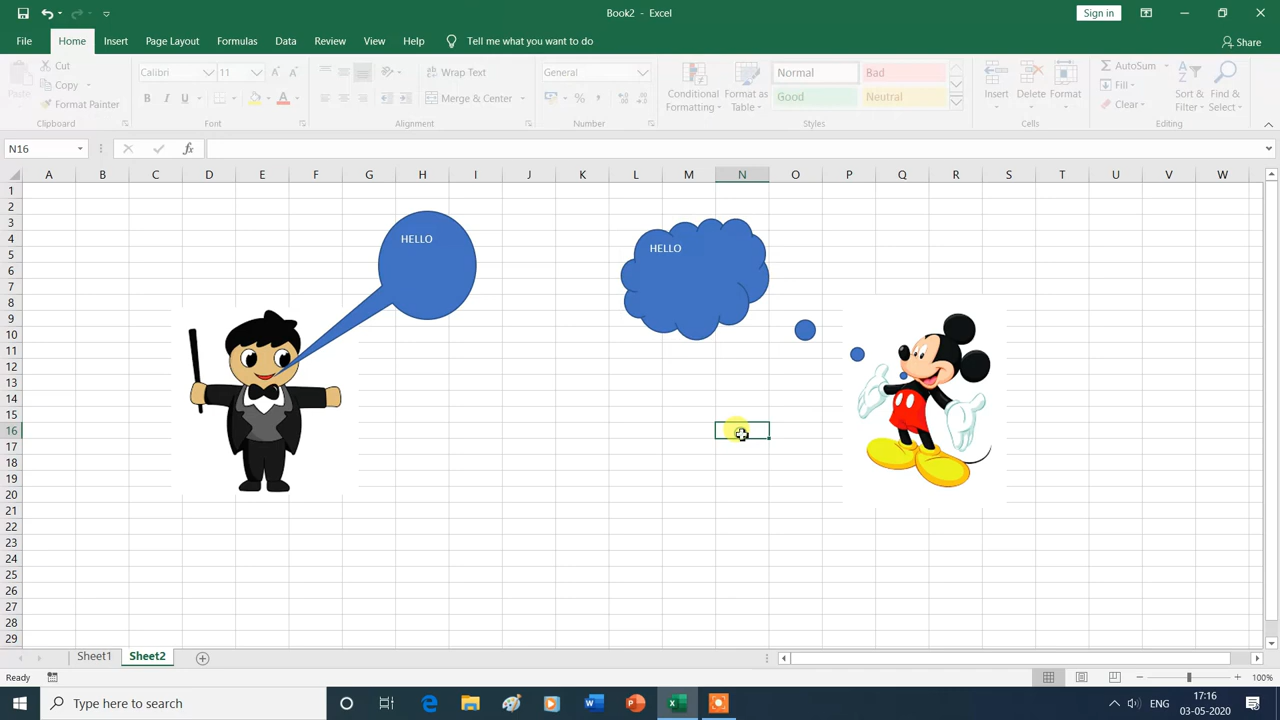 Book2 - Excel
Sign in
File Home Insert Page Layout Formulas Data Review View Help Tell me what you want to do Share
Paste
Cut
Copy
Format Painter
Clipboard
Calibri 11
B I U
A A
Font
ab
Wrap Text
Merge & Center
Alignment
General
%
Number
Conditional Formatting
Format as Table
Normal Bad
Good Neutral
Styles
Insert Delete Format
Cells
AutoSum
Fill
Clear
Sort & Filter
Find & Select
Editing
N16
fx
A B C D E F G H I J K L M N O P Q R S T U V W
1
2
3
4
5
6
7
8
9
10
11
12
13
14
15
16
17
18
19
20
21
22
23
24
25
26
27
28
29
HELLO
HELLO
Sheet1 Sheet2
Ready
100%
Type here to search
ENG
17:16
03-05-2020